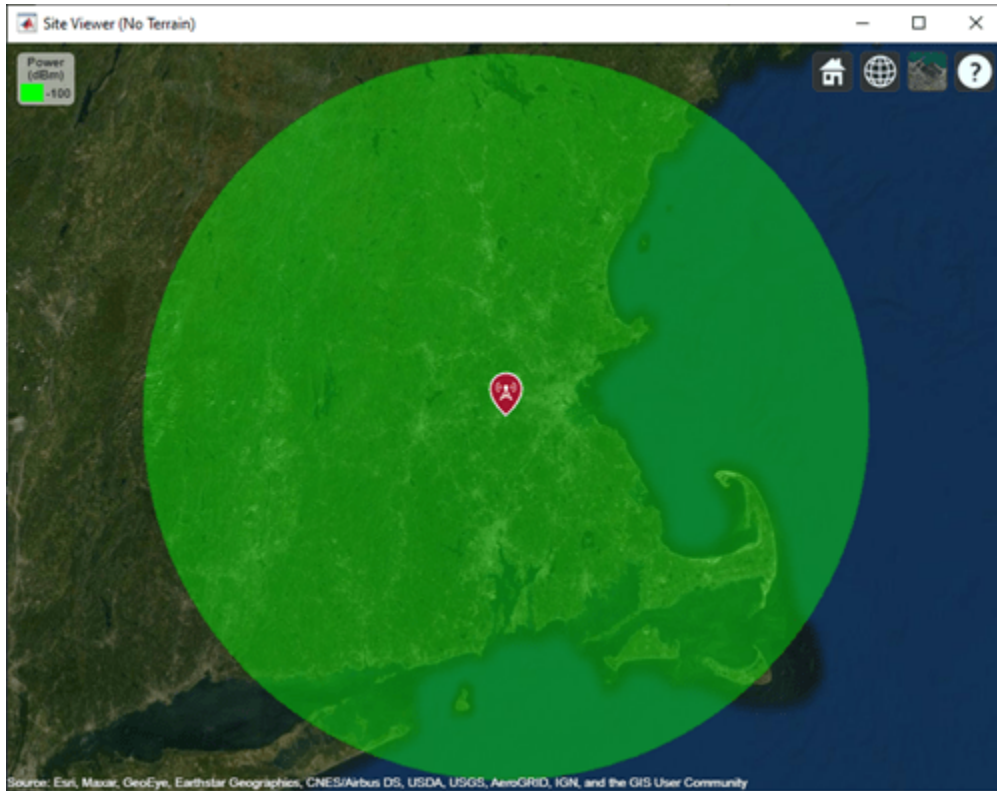 Site Viewer (No Terrain)
Power
(dBm)
-100
?
Source: Esri, Maxar, GeoEye, Earthstar Geographics, CNES/Airbus DS, USDA, USGS, AeroGRID, IGN, and the GIS User Community